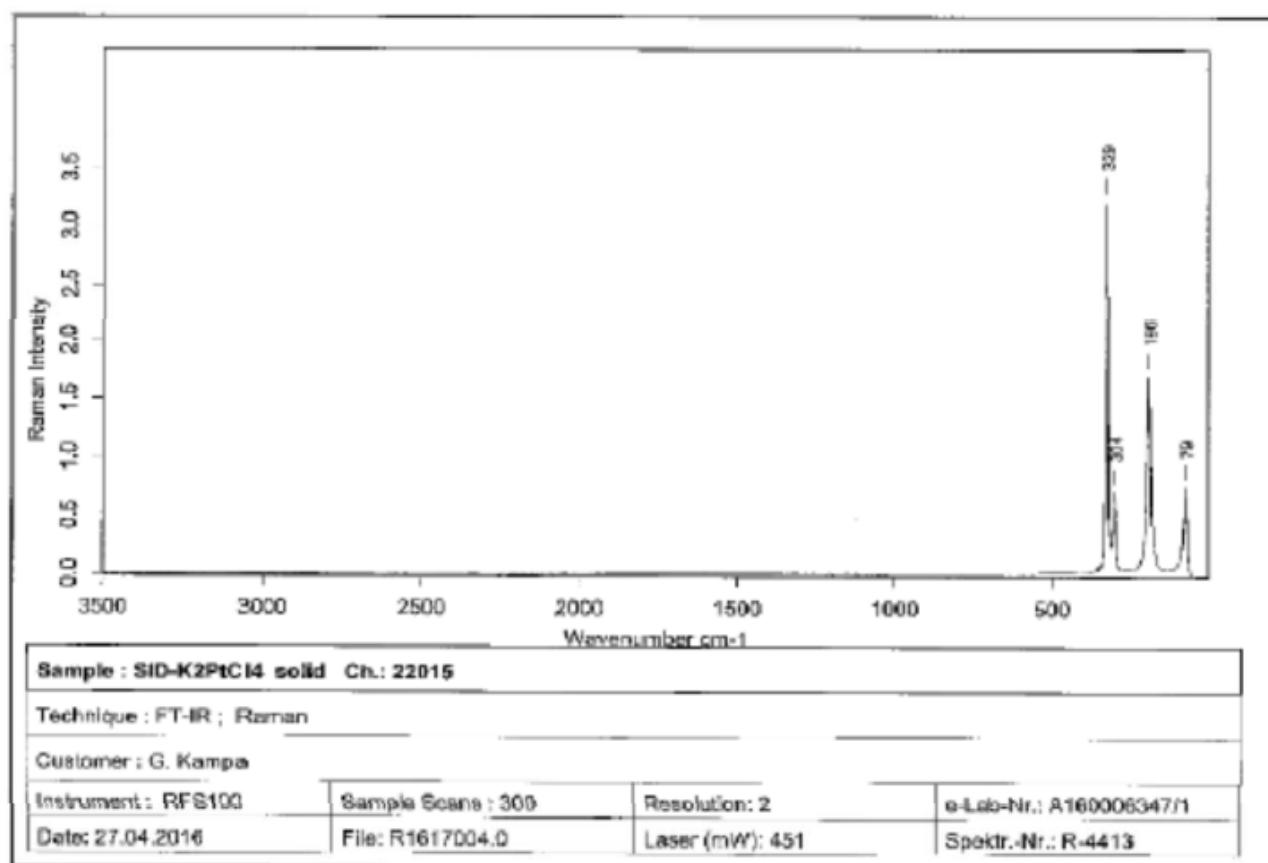 329
304
79
Raman Intensity
3.5
3.0
2.5
2.0
1.5
1.0
0.5
0.0
3500 3000 2500 2000 1500 1000 500
Wavenumber cm-1
Sample : SID-K2PtCl4 solid Ch.: 22015
Technique : FT-IR ; Raman
Customer : G. Kampa
Instrument : RFS100 Sample Scans : 300 Resolution: 2 e-Lab-Nr.: A160006347/1
Date: 27.04.2016 File: R1617004.0 Laser (mW): 451 Spektr.-Nr.: R-4413